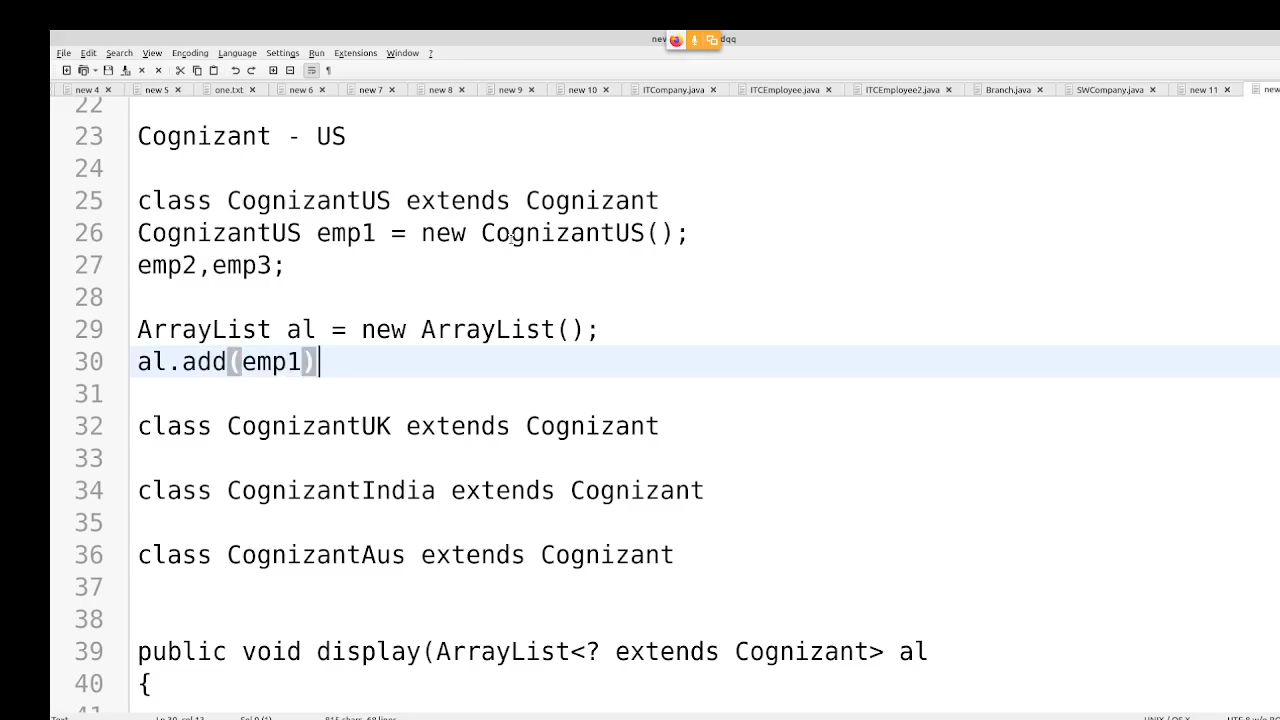 new dqq
File Edit Search View Encoding Language Settings Run Extensions Window ?
new 4 new 5 one.txt new 6 new 7 new 8 new 9 new 10 ITCompany.java ITCEmployee.java ITCEmployee2.java Branch.java SWCompany.java new 11 new
22
23 Cognizant - US
24
25 class CognizantUS extends Cognizant
26 CognizantUS emp1 = new CognizantUS();
27 emp2,emp3;
28
29 ArrayList al = new ArrayList();
30 al.add(emp1)
31
32 class CognizantUK extends Cognizant
33
34 class CognizantIndia extends Cognizant
35
36 class CognizantAus extends Cognizant
37
38
39 public void display(ArrayList<? extends Cognizant> al
40 {